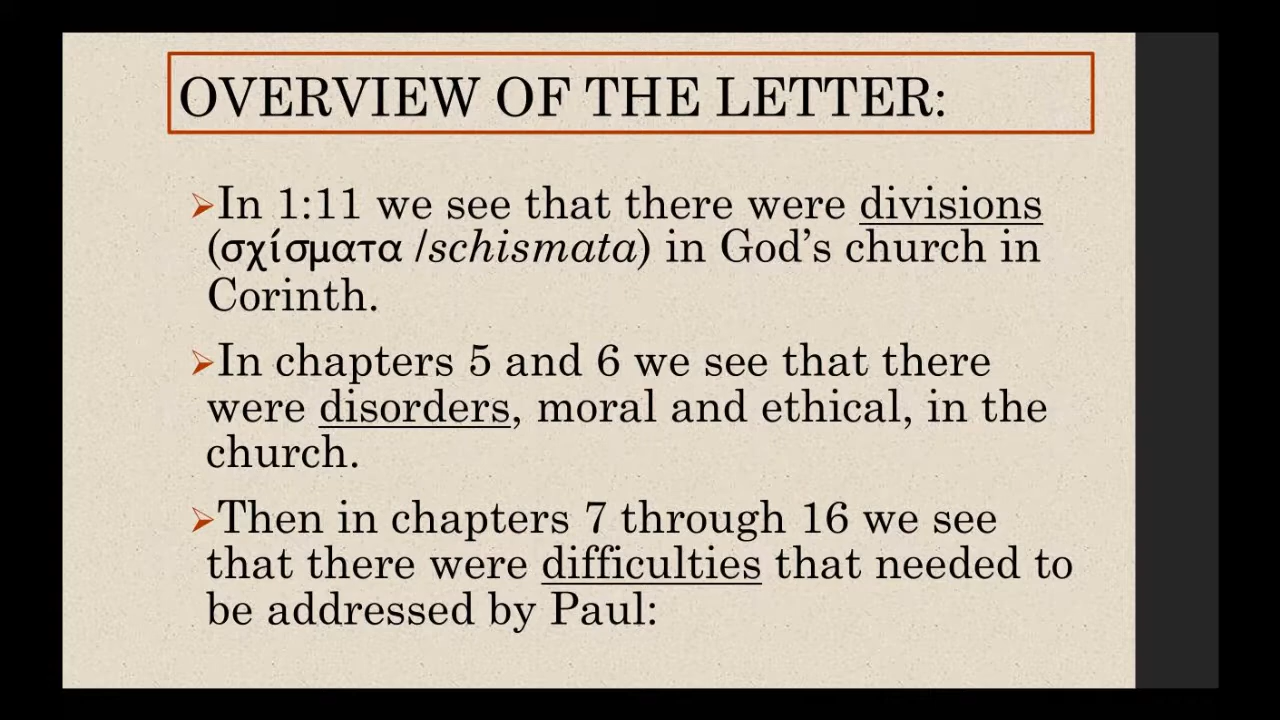 OVERVIEW OF THE LETTER:
➢In 1:11 we see that there were divisions
(σχίσματα /schismata) in God’s church in
Corinth.
➢In chapters 5 and 6 we see that there
were disorders, moral and ethical, in the
church.
➢Then in chapters 7 through 16 we see
that there were difficulties that needed to
be addressed by Paul: